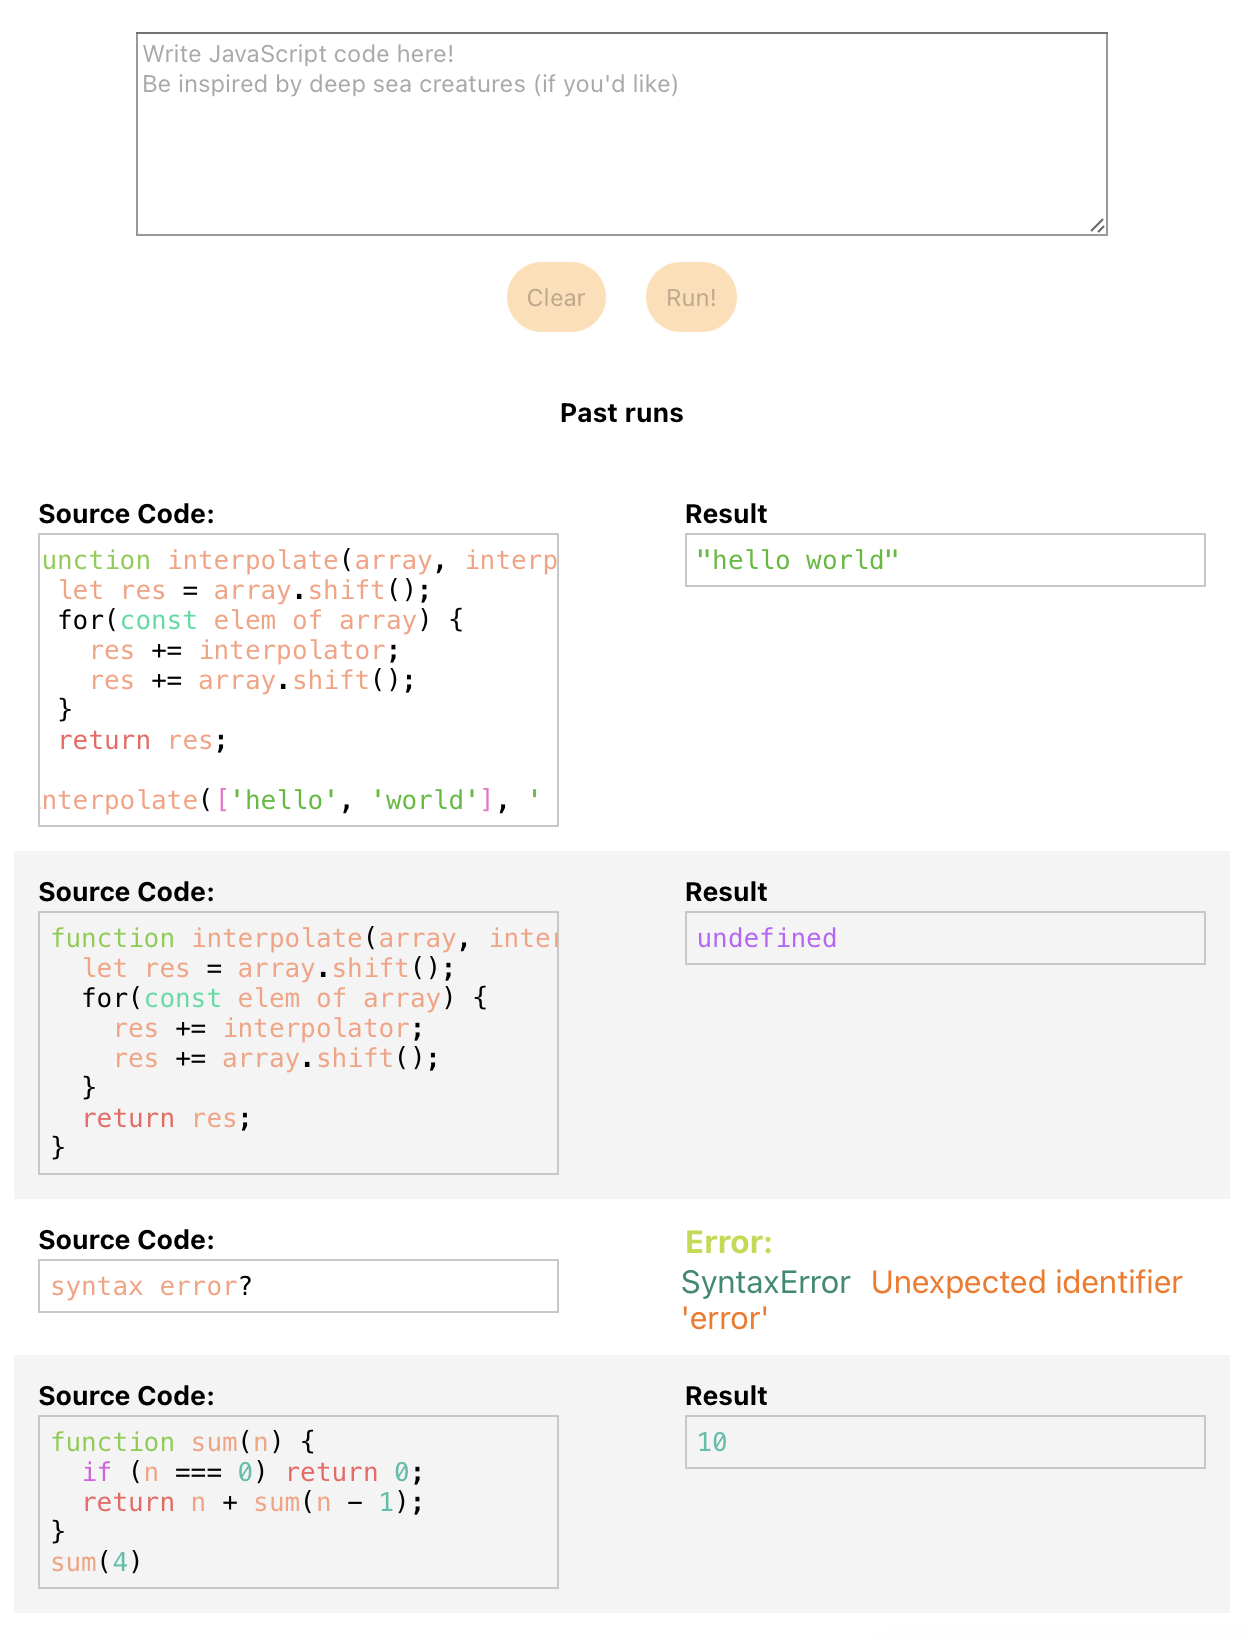 Write JavaScript code here!
Be inspired by deep sea creatures (if you'd like)
Clear Run!
Past runs
Source Code:
unction interpolate(array, interp
let res = array.shift();
for(const elem of array) {
res += interpolator;
res += array.shift();
}
return res;
nterpolate(['hello', 'world'], '
Result
"hello world"
Source Code:
function interpolate(array, inter
let res = array.shift();
for(const elem of array) {
res += interpolator;
res += array.shift();
}
return res;
}
Result
undefined
Source Code:
syntax error?
Error:
SyntaxError Unexpected identifier
'error'
Source Code:
function sum(n) {
if (n === 0) return 0;
return n + sum(n - 1);
}
sum(4)
Result
10